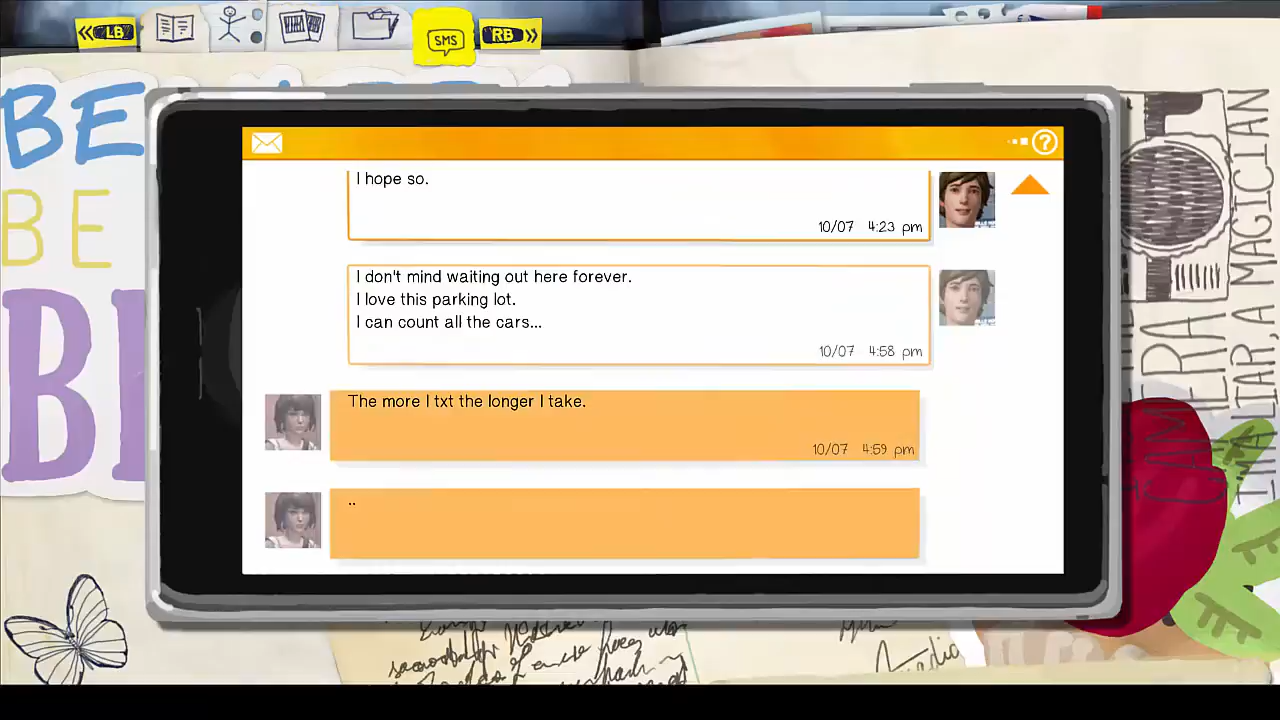 LB
SMS
RB
BE
BE
I hope so.
10/07 4:23 pm
I don't mind waiting out here forever.
I love this parking lot.
I can count all the cars...
10/07 4:58 pm
The more I txt the longer I take.
10/07 4:59 pm
..
A MAGICIAN